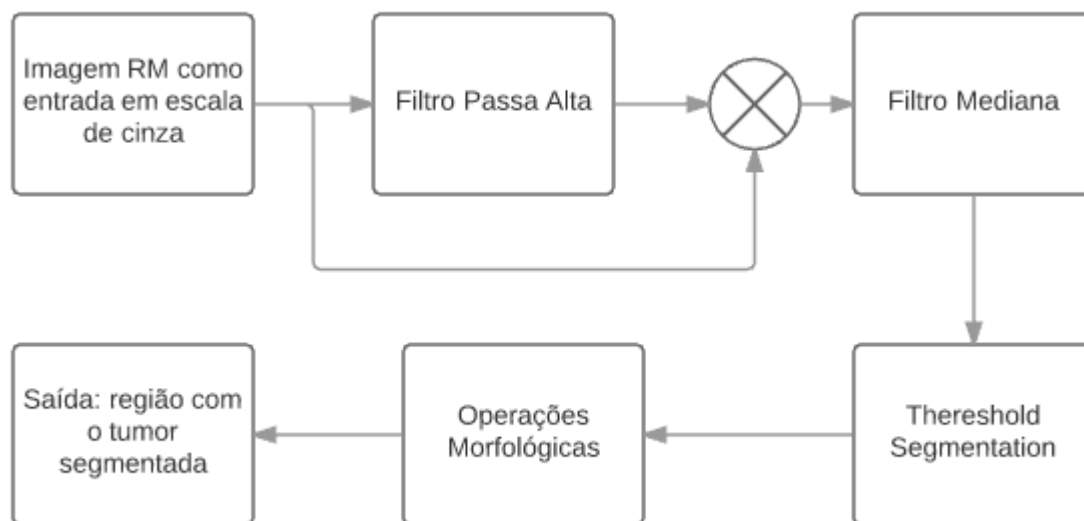 Imagem RM como
entrada em escala
de cinza
Filtro Passa Alta
Filtro Mediana
Saída: região com
o tumor
segmentada
Operações
Morfológicas
Thereshold
Segmentation